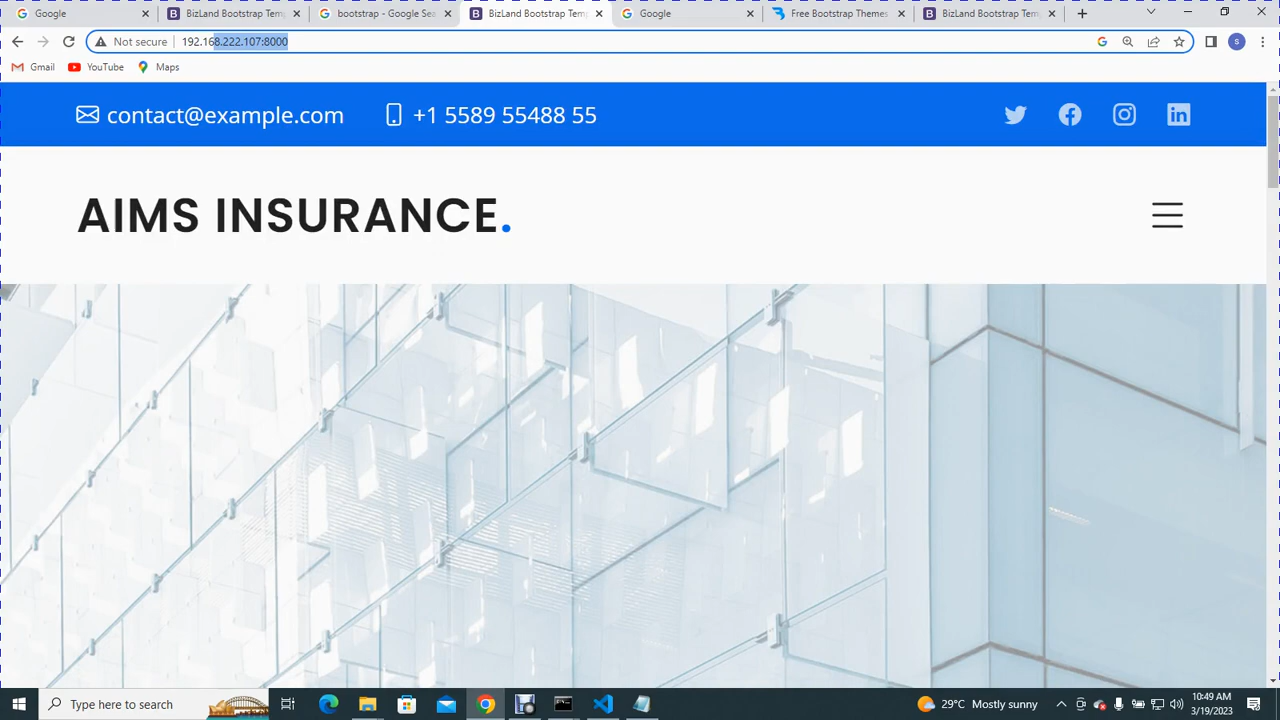 Google
BizLand Bootstrap Temp
bootstrap - Google Sea
BizLand Bootstrap Temp
Google
Free Bootstrap Themes
BizLand Bootstrap Tem
Not secure
192.168.222.107:8000
S
Gmail
YouTube
Maps
contact@example.com
+1 5589 55488 55
AIMS INSURANCE.
Type here to search
29°C Mostly sunny
10:49 AM
3/19/2023